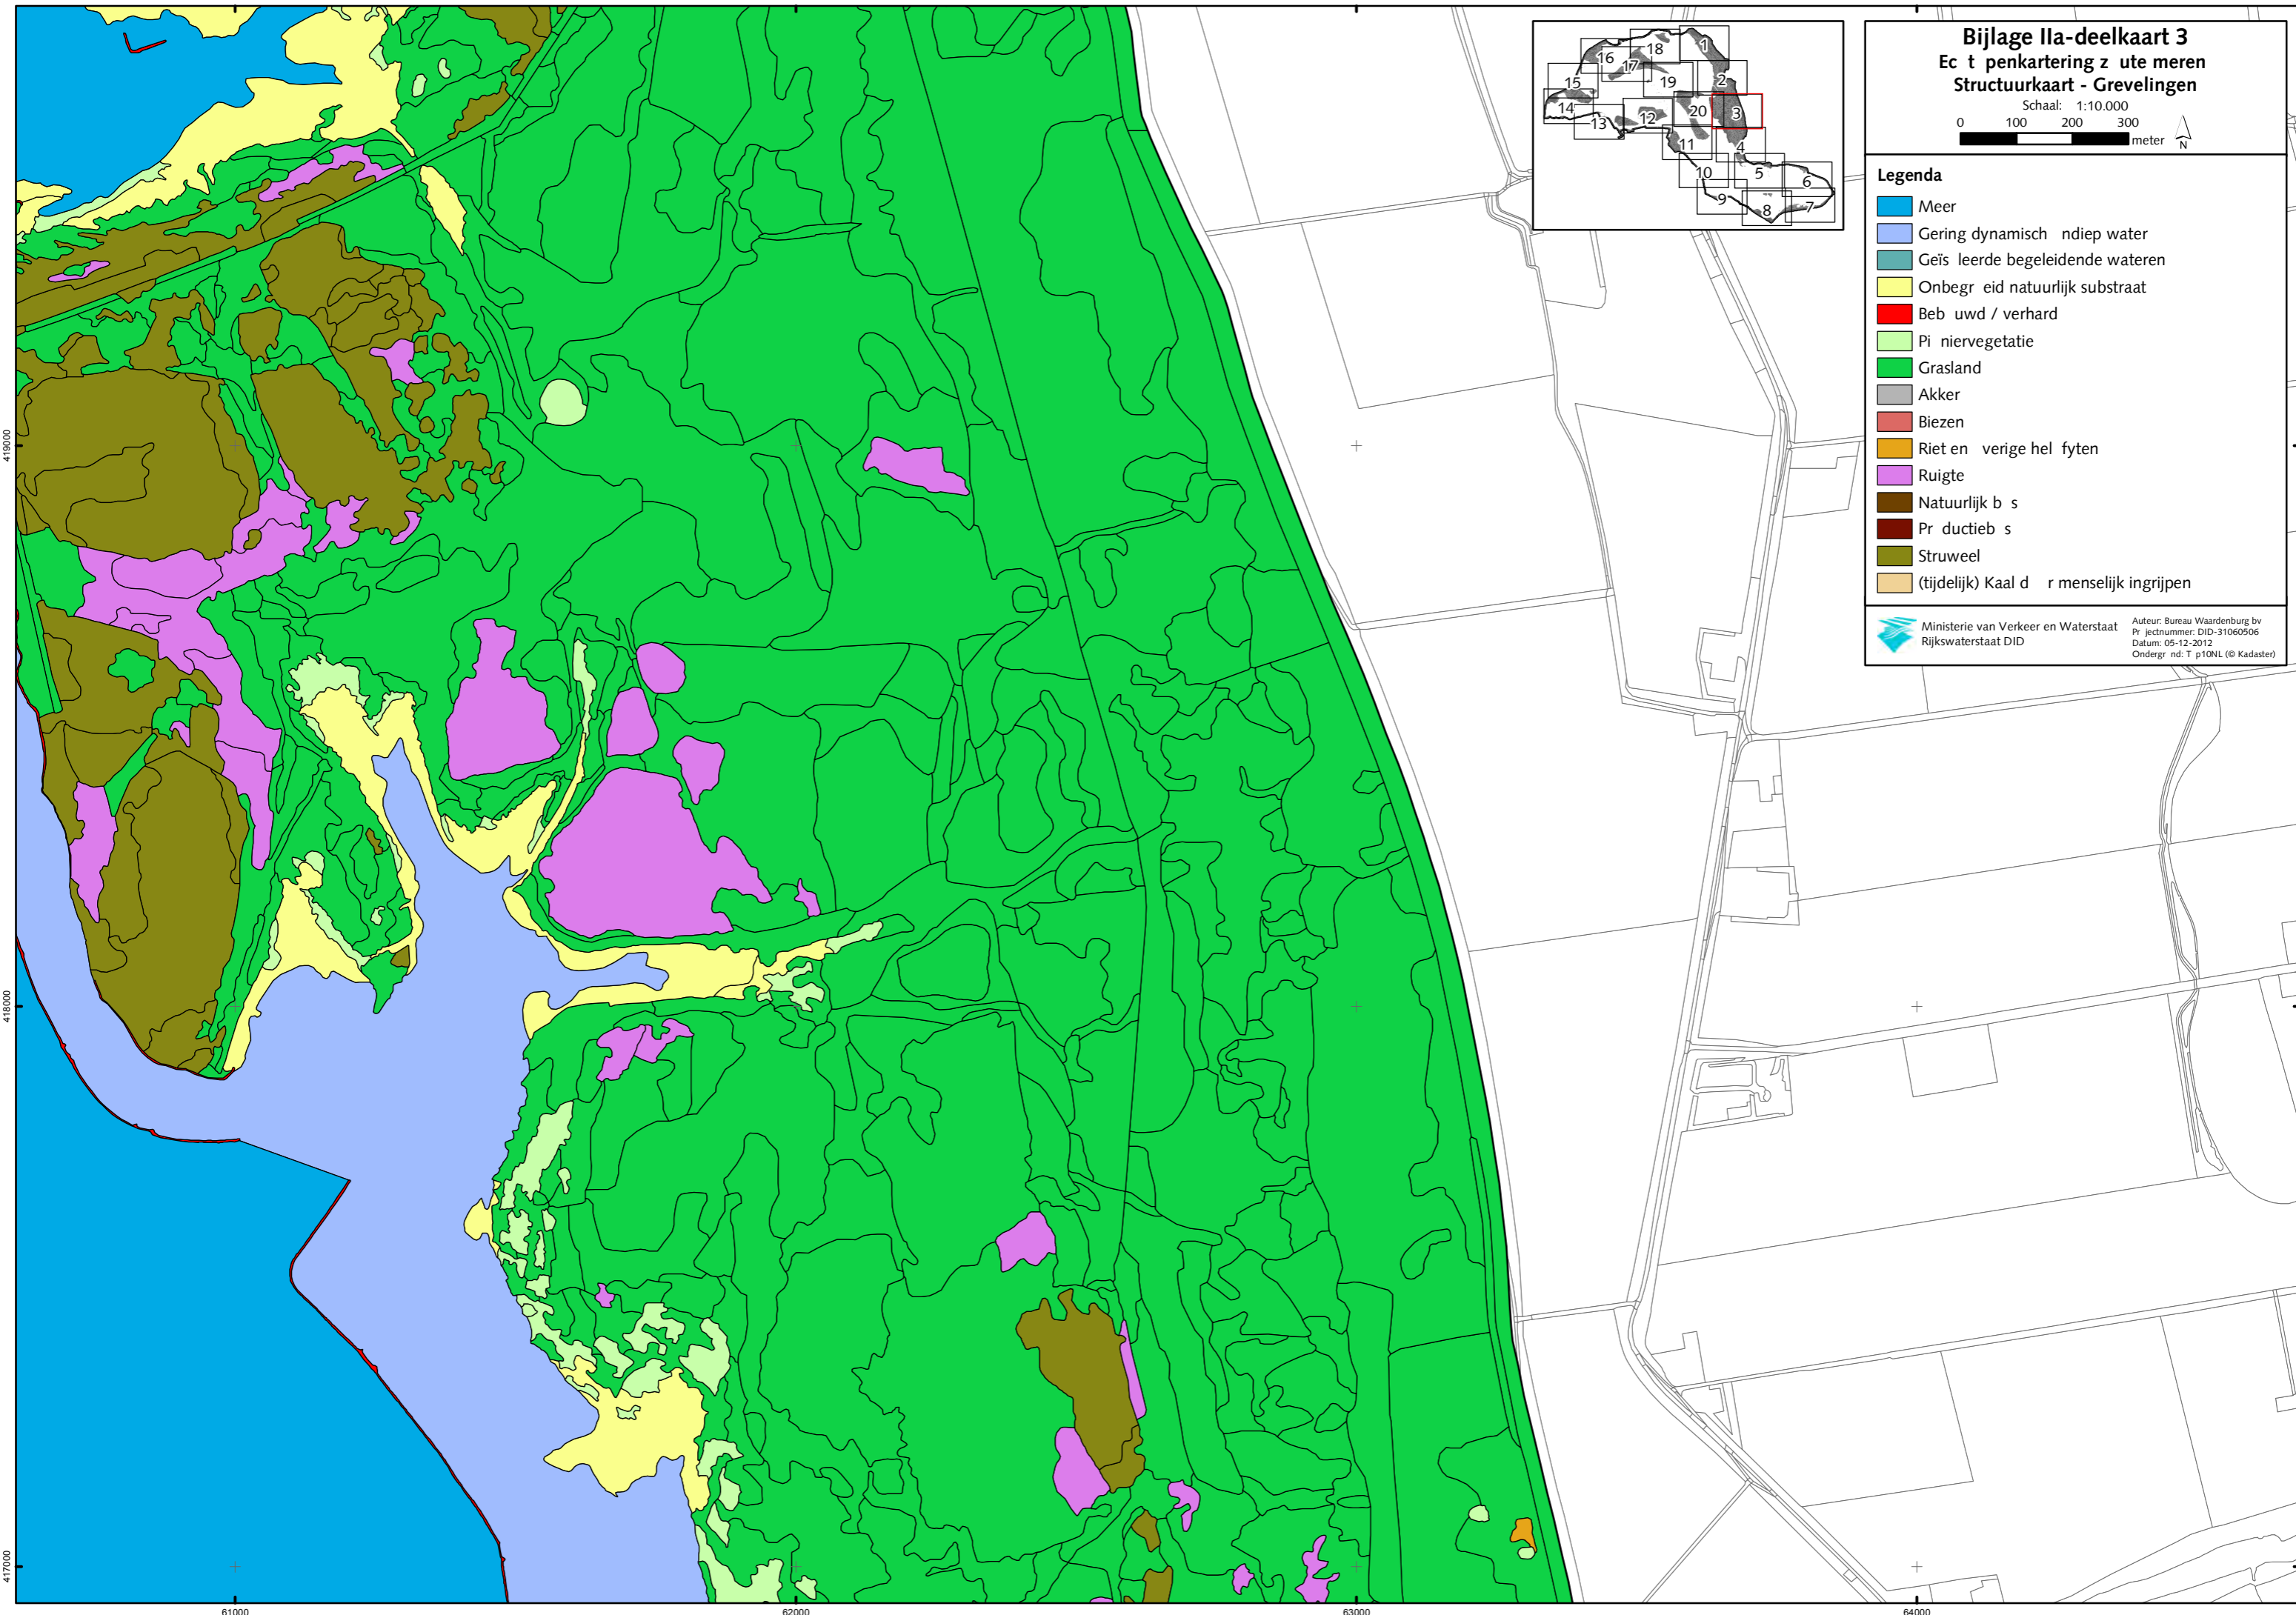 Bijlage IIa-deelkaart 3
Ec t penkartering z ute meren
Structuurkaart - Grevelingen
Schaal: 1:10.000
0 100 200 300
meter
N
Legenda
Meer
Gering dynamisch ndiep water
Geïs leerde begeleidende wateren
Onbegr eid natuurlijk substraat
Beb uwd / verhard
Pi niervegetatie
Grasland
Akker
Biezen
Riet en verige hel fyten
Ruigte
Natuurlijk b s
Pr ductieb s
Struweel
(tijdelijk) Kaal d r menselijk ingrijpen
Ministerie van Verkeer en Waterstaat
Rijkswaterstaat DID
Auteur: Bureau Waardenburg bv
Pr jectnummer: DID-31060506
Datum: 05-12-2012
Ondergr nd: T p10NL (© Kadaster)
1
2
3
4
5
6
7
8
9
10
11
12
13
14
15
16
17
18
19
20
419000
418000
417000
61000
62000
63000
64000